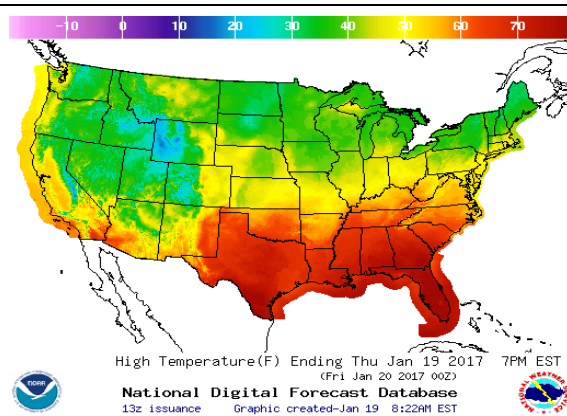 -10 0 10 20 30 40 50 60 70
High Temperature(F) Ending Thu Jan 19 2017 7PM EST
(Fri Jan 20 2017 00Z)
National Digital Forecast Database
13z issuance Graphic created-Jan 19 8:22AM EST
NOAA